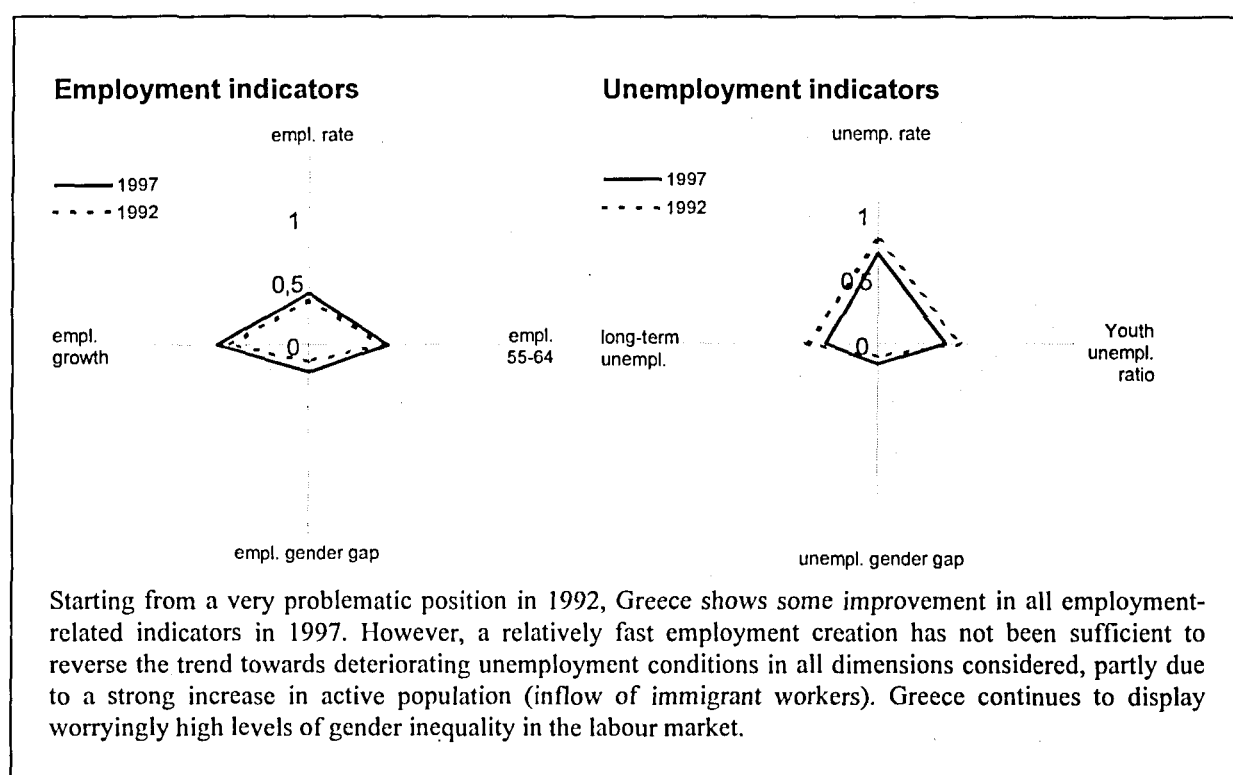 Employment indicators
empl. rate
1997
1992
1
0,5
0
empl.
growth
empl.
55-64
empl. gender gap
Unemployment indicators
unemp. rate
1997
1992
1
0,5
0
long-term
unempl.
Youth
unempl.
ratio
unempl. gender gap
Starting from a very problematic position in 1992, Greece shows some improvement in all employment-
related indicators in 1997. However, a relatively fast employment creation has not been sufficient to
reverse the trend towards deteriorating unemployment conditions in all dimensions considered, partly due
to a strong increase in active population (inflow of immigrant workers). Greece continues to display
worryingly high levels of gender inequality in the labour market.